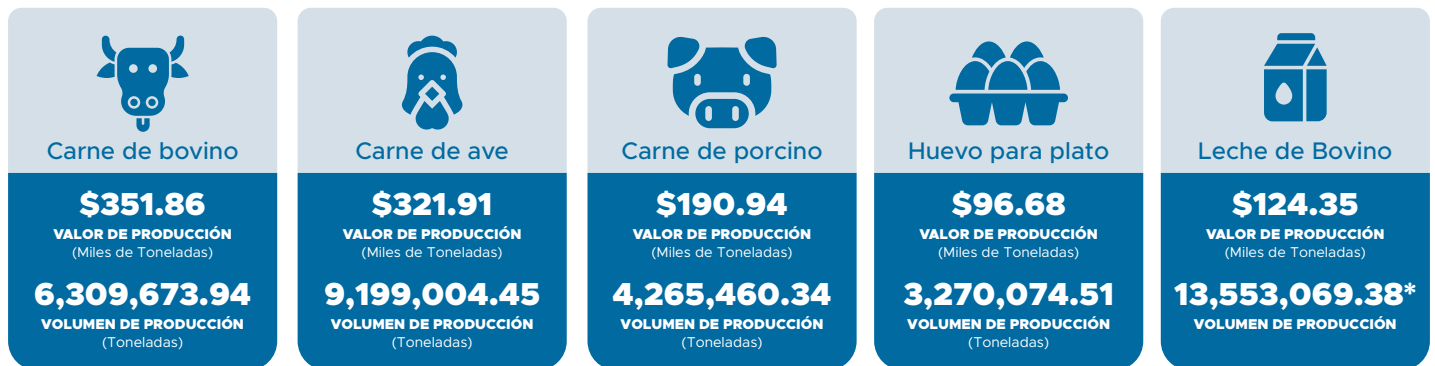 Carne de bovino
$351.86
VALOR DE PRODUCCIÓN
(Miles de Toneladas)
6,309,673.94
VOLUMEN DE PRODUCCIÓN
(Toneladas)
Carne de ave
$321.91
VALOR DE PRODUCCIÓN
(Miles de Toneladas)
9,199,004.45
VOLUMEN DE PRODUCCIÓN
(Toneladas)
Carne de porcino
$190.94
VALOR DE PRODUCCIÓN
(Miles de Toneladas)
4,265,460.34
VOLUMEN DE PRODUCCIÓN
(Toneladas)
Huevo para plato
$96.68
VALOR DE PRODUCCIÓN
(Miles de Toneladas)
3,270,074.51
VOLUMEN DE PRODUCCIÓN
(Toneladas)
Leche de Bovino
$124.35
VALOR DE PRODUCCIÓN
(Miles de Toneladas)
13,553,069.38*
VOLUMEN DE PRODUCCIÓN